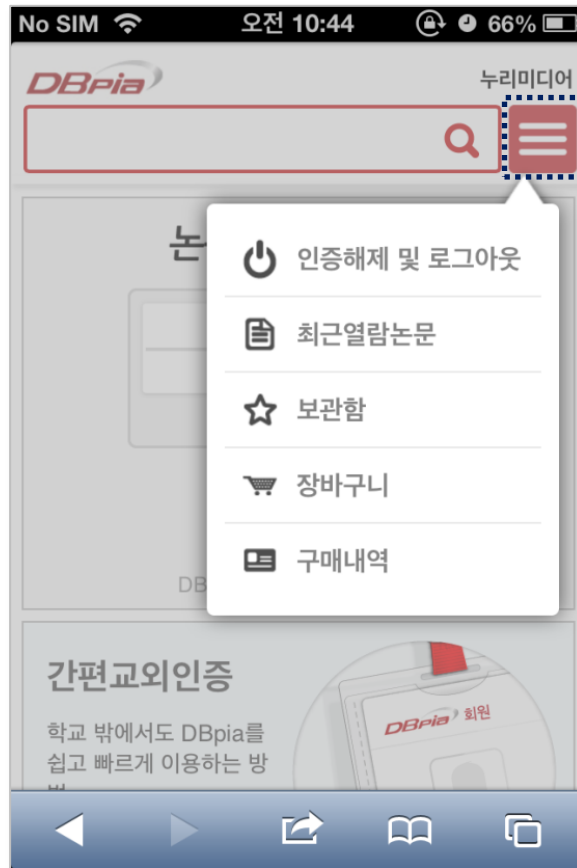 No SIM 오전 10:44 66%
DBpia 누리미디어
논
인증해제 및 로그아웃
최근열람논문
보관함
장바구니
구매내역
DB
간편교외인증
학교 밖에서도 DBpia를
쉽고 빠르게 이용하는 방
DBpia 회원